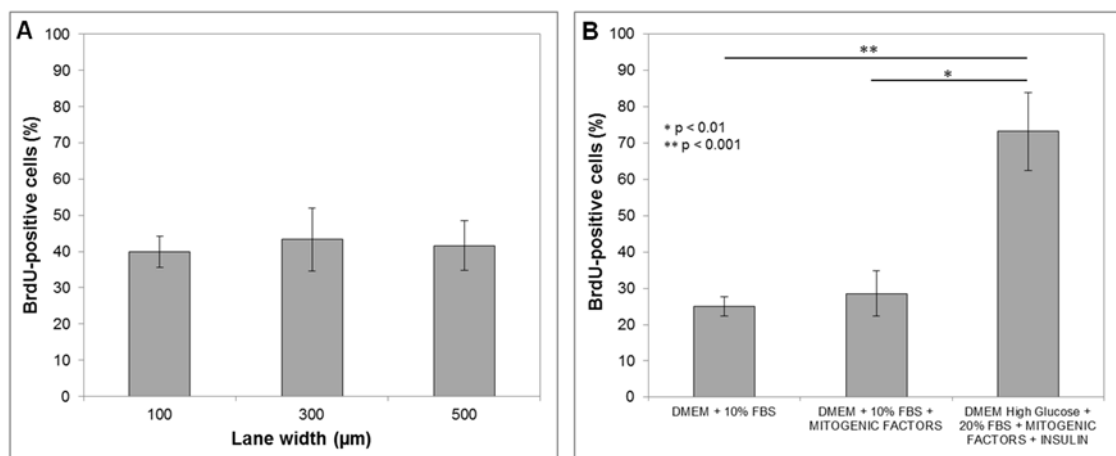 A
BrdU-positive cells (%)
100
90
80
70
60
50
40
30
20
10
0
100 300 500
Lane width (µm)
B
BrdU-positive cells (%)
100
90
80
70
60
50
40
30
20
10
0
**
*
* p < 0.01
** p < 0.001
DMEM + 10% FBS
DMEM + 10% FBS +
MITOGENIC FACTORS
DMEM High Glucose +
20% FBS + MITOGENIC
FACTORS + INSULIN